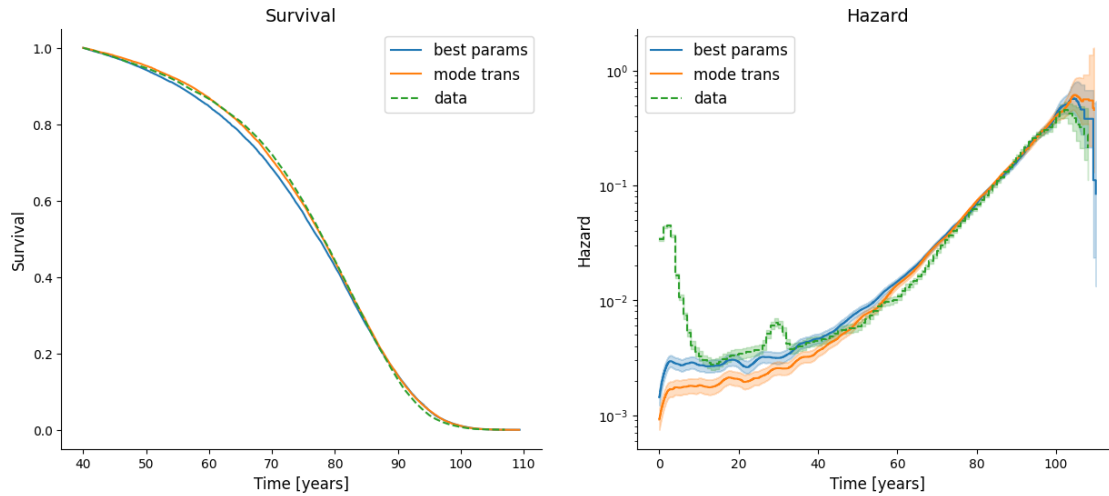 Survival
1.0
0.8
0.6
0.4
0.2
0.0
Survival
40
50
60
70
80
90
100
110
Time [years]
best params
mode trans
data
Hazard
10⁰
10⁻¹
10⁻²
10⁻³
Hazard
0
20
40
60
80
100
Time [years]
best params
mode trans
data